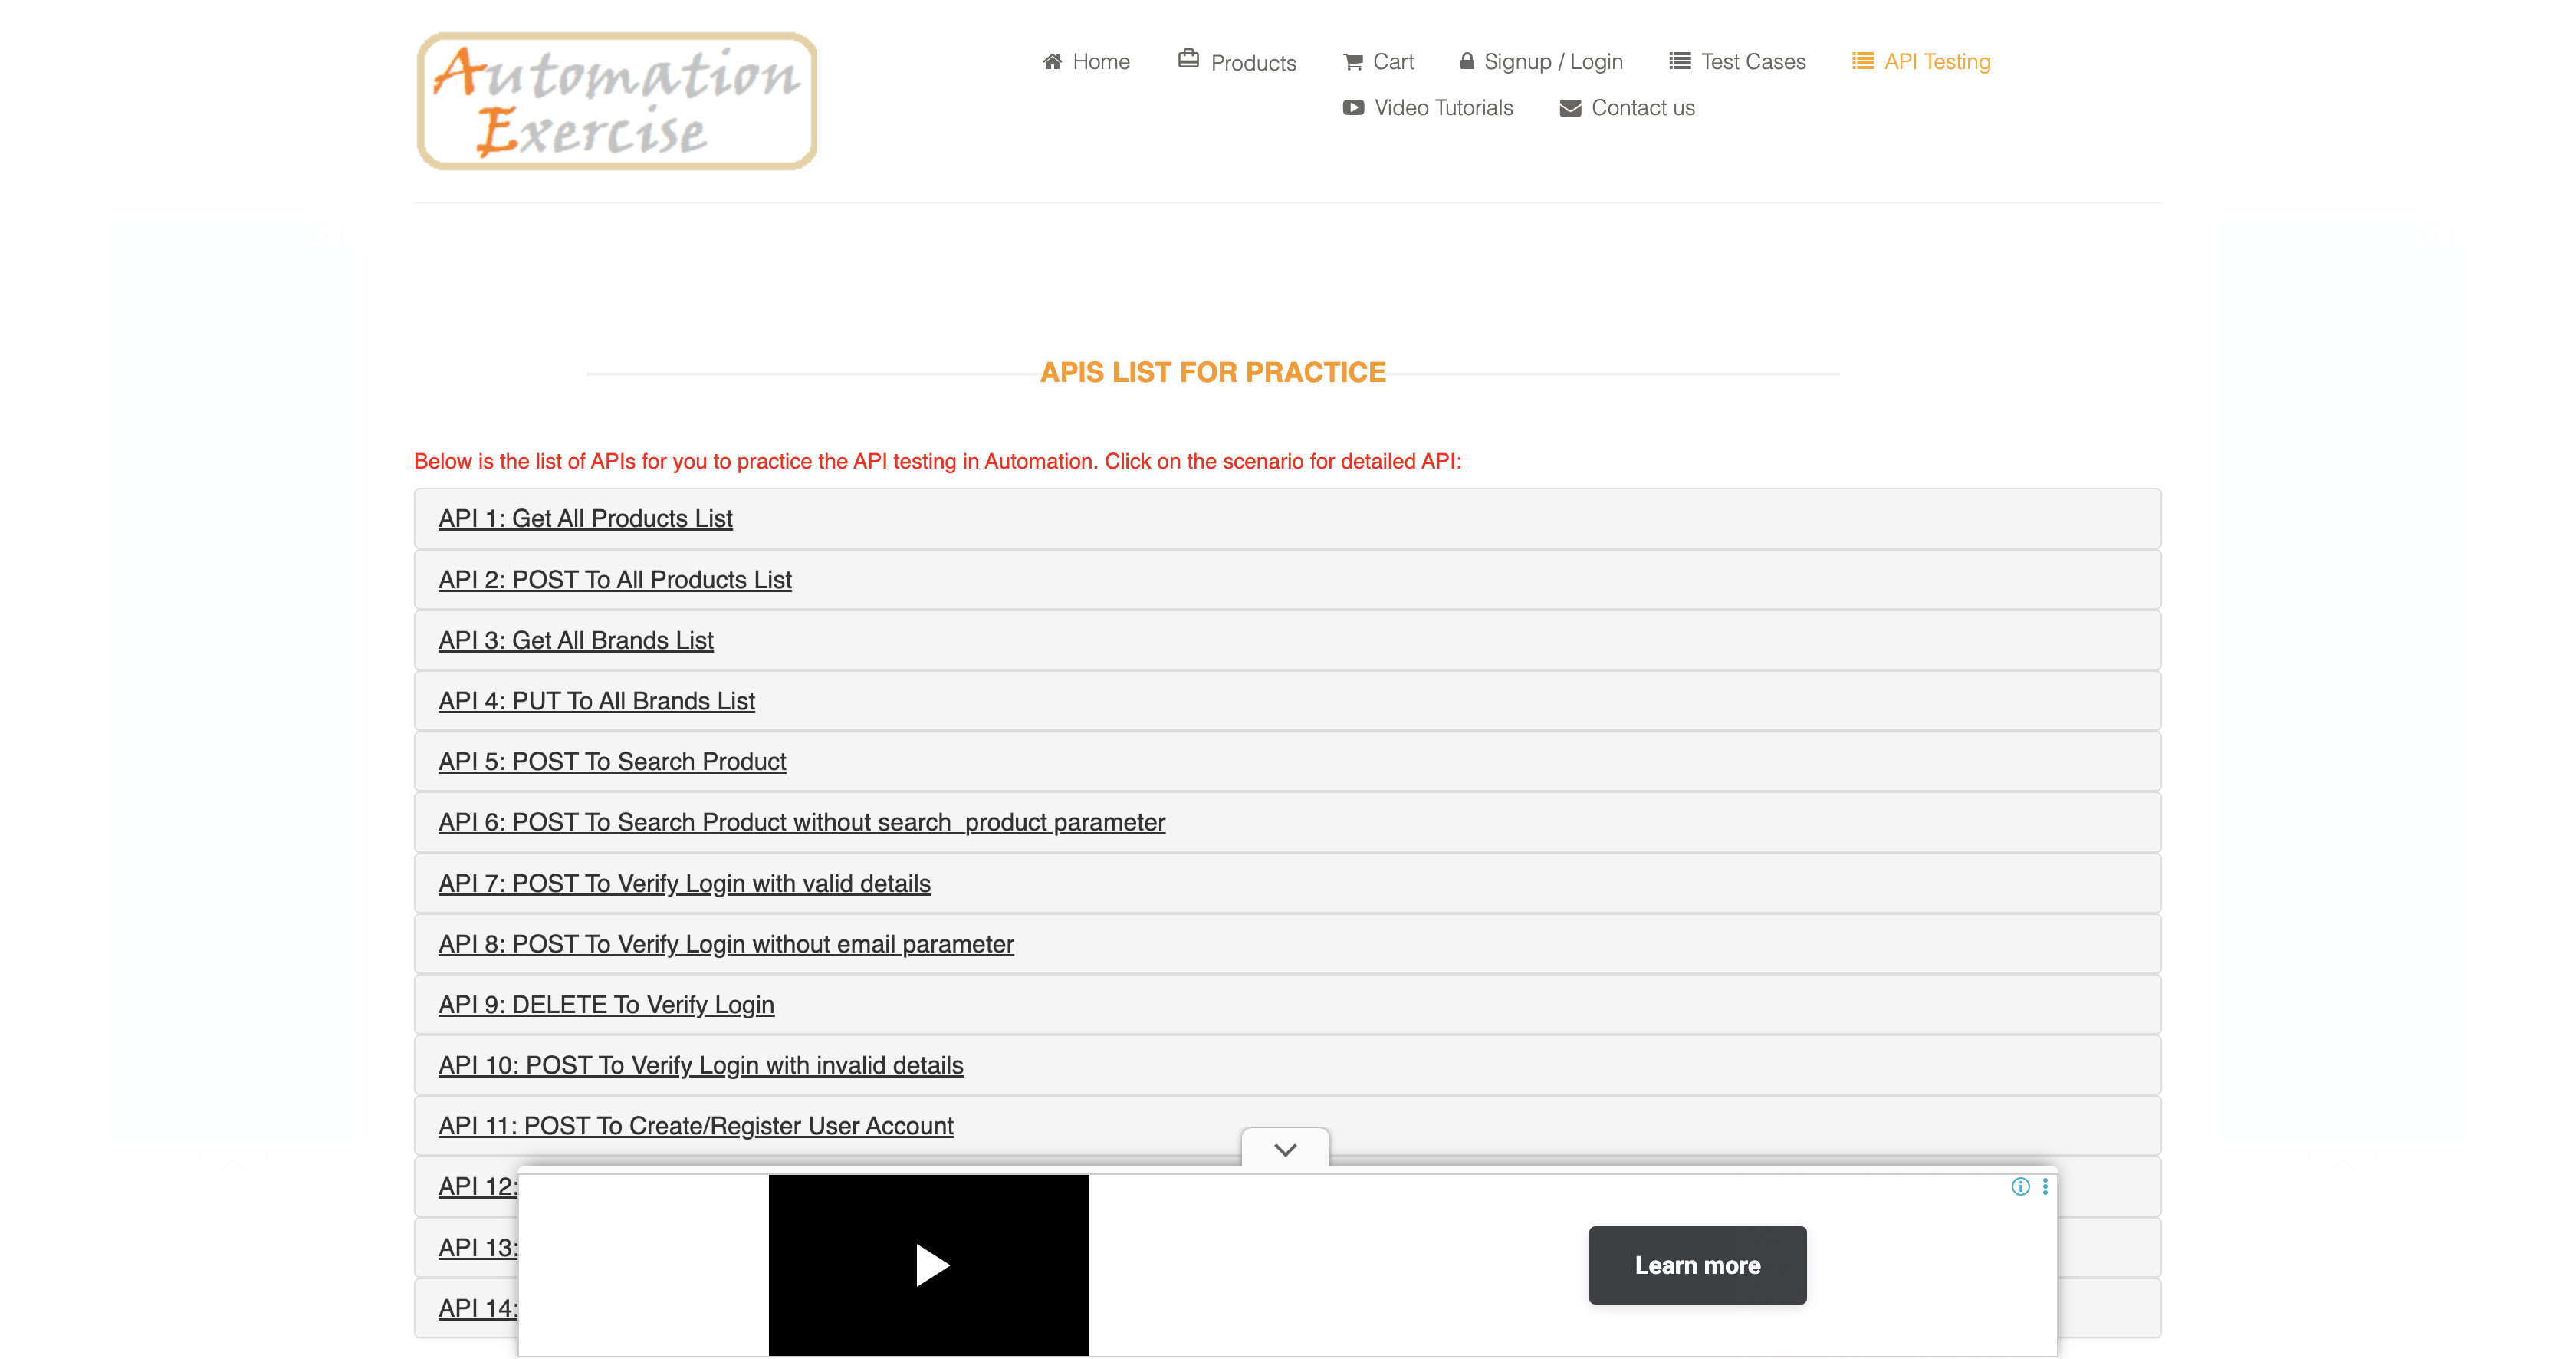 Automation
Exercise
Home Products Cart Signup / Login Test Cases API Testing
Video Tutorials Contact us
APIS LIST FOR PRACTICE
Below is the list of APIs for you to practice the API testing in Automation. Click on the scenario for detailed API:
API 1: Get All Products List
API 2: POST To All Products List
API 3: Get All Brands List
API 4: PUT To All Brands List
API 5: POST To Search Product
API 6: POST To Search Product without search_product parameter
API 7: POST To Verify Login with valid details
API 8: POST To Verify Login without email parameter
API 9: DELETE To Verify Login
API 10: POST To Verify Login with invalid details
API 11: POST To Create/Register User Account
API 12:
API 13:
API 14:
Learn more